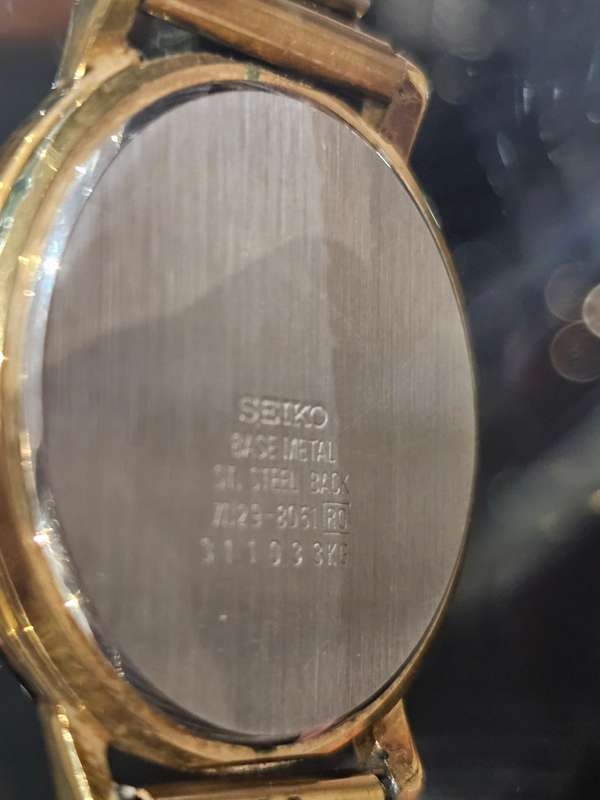 SEIKO
BASE METAL
ST. STEEL BACK
311033